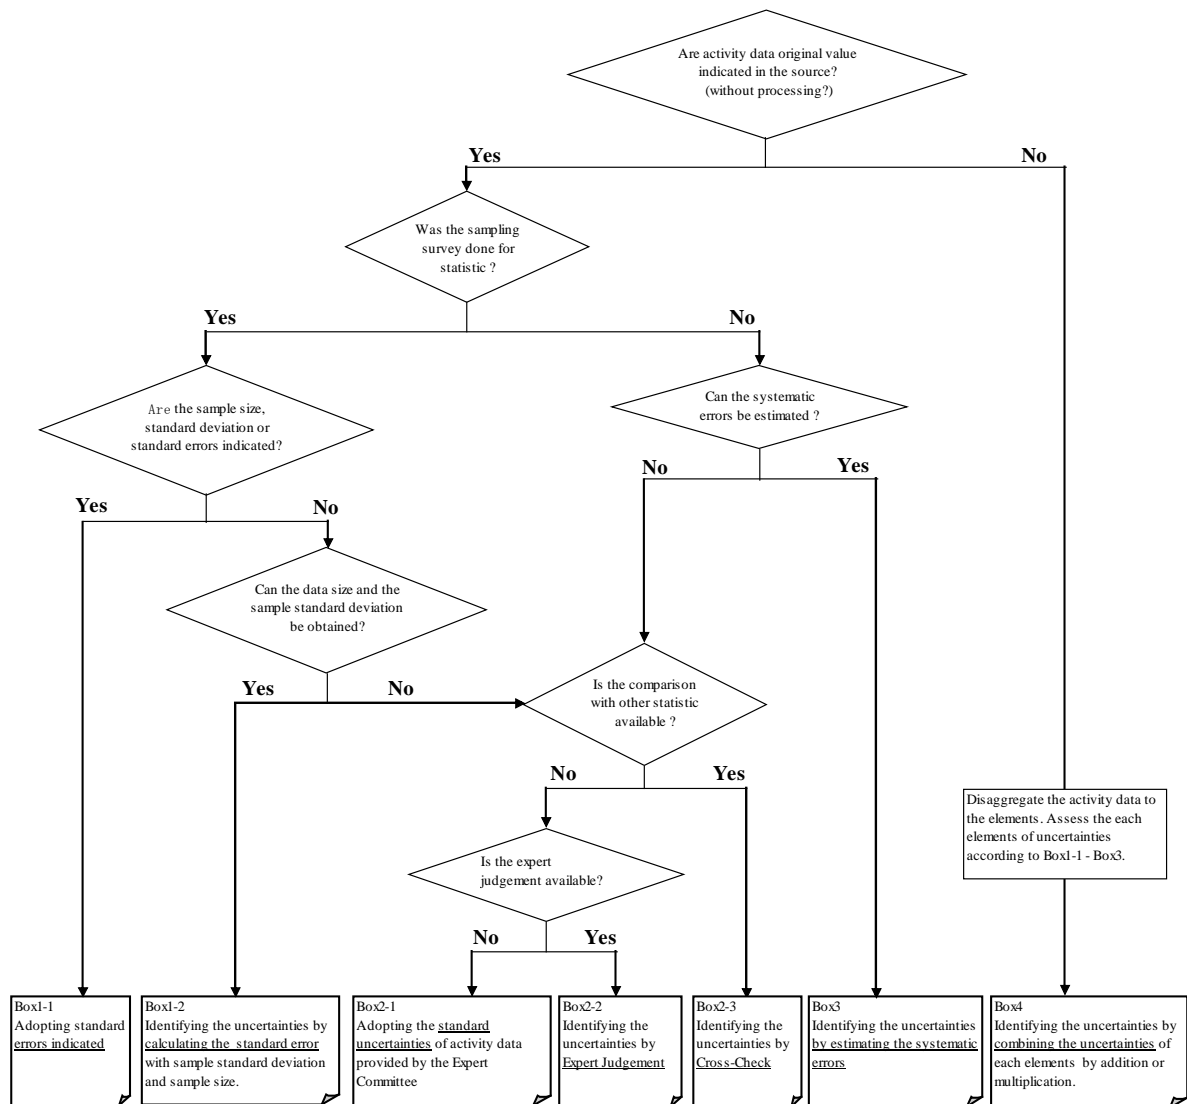 Are activity data original value
indicated in the source?
(without processing?)
Yes
No
Was the sampling
survey done for
statistic ?
Yes
No
Are the sample size,
standard deviation or
standard errors indicated?
Can the systematic
errors be estimated ?
No
Yes
Yes
No
Can the data size and the
sample standard deviation
be obtained?
Yes
No
Is the comparison
with other statistic
available ?
No
Yes
Disaggregate the activity data to
the elements. Assess the each
elements of uncertainties
according to Box1-1 - Box3.
Is the expert
judgement available?
No
Yes
Box1-1
Adopting standard
errors indicated
Box1-2
Identifying the uncertainties by
calculating the standard error
with sample standard deviation
and sample size.
Box2-1
Adopting the standard
uncertainties of activity data
provided by the Expert
Committee
Box2-2
Identifying the
uncertainties by
Expert Judgement
Box2-3
Identifying the
uncertainties by
Cross-Check
Box3
Identifying the uncertainties
by estimating the systematic
errors
Box4
Identifying the uncertainties by
combining the uncertainties of
each elements by addition or
multiplication.